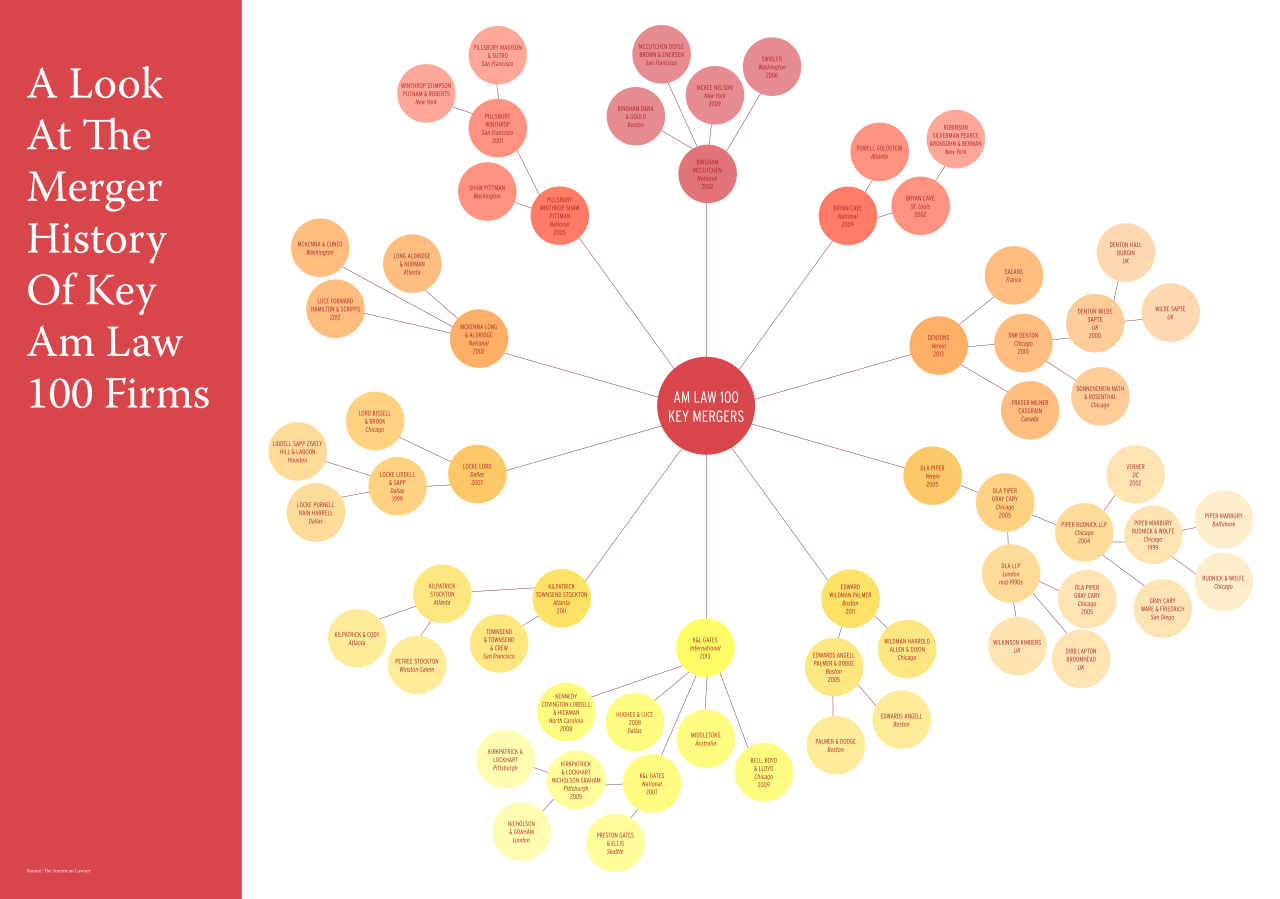 A Look
At The
Merger
History
Of Key
Am Law
100 Firms
Source: The American Lawyer
AM LAW 100
KEY MERGERS
PILLSBURY MADISON
& SUTRO
San Francisco
WINTHROP STIMPSON
PUTNAM & ROBERTS
New York
PILLSBURY
WINTHROP
San Francisco
2001
SHAW PITTMAN
Washington
PILLSBURY
WINTHROP SHAW
PITTMAN
National
2005
MCCUTCHEN DOYLE
BROWN & ENERSEN
San Francisco
SWIDLER
Washington
2006
MCKEE NELSON
New York
2009
BINGHAM DANA
& GOULD
Boston
BINGHAM
MCCUTCHEN
National
2002
POWELL GOLDSTEIN
Atlanta
ROBINSON
SILVERMAN PEARCE
ARONSOHN & BERMAN
New York
BRYAN CAVE
St. Louis
2002
BRYAN CAVE
National
2009
MCKENNA & CUNEO
Washington
LONG ALDRIDGE
& NORMAN
Atlanta
LUCE FORWARD
HAMILTON & SCRIPPS
2012
MCKENNA LONG
& ALDRIDGE
National
2002
DENTON HALL
BURGIN
UK
SALANS
France
WILDE SAPTE
UK
DENTON WILDE
SAPTE
UK
2000
DENTONS
Verein
2013
SNR DENTON
Chicago
2010
SONNENCHEIN NATH
& ROSENTHAL
Chicago
FRASER MILNER
CASGRAIN
Canada
LORD BISSELL
& BROOK
Chicago
LIDDELL SAPP ZIVELY
HILL & LABOON
Houston
LOCKE LIDDELL
& SAPP
Dallas
1999
LOCKE PURNELL
RAIN HARRELL
Dallas
LOCKE LORD
Dallas
2007
DLA PIPER
Verein
2005
DLA PIPER
GRAY CARY
Chicago
2005
VERNER
DC
2002
PIPER RUDNICK LLP
Chicago
2004
PIPER MARBURY
RUDNICK & WOLFE
Chicago
1999
PIPER MARBURY
Baltimore
RUDNICK & WOLFE
Chicago
GRAY CARY
WARE & FRIEDRICH
San Diego
DLA LLP
London
mid-1990s
DLA PIPER
GRAY CARY
Chicago
2005
WILKINSON KIMBERS
UK
DIBB LAPTON
BROOMHEAD
UK
KILPATRICK
STOCKTON
Atlanta
KILPATRICK
TOWNSEND STOCKTON
Atlanta
2011
KILPATRICK & CODY
Atlanta
PETREE STOCKTON
Winston-Salem
TOWNSEND
& TOWNSEND
& CREW
San Francisco
EDWARD
WILDMAN PALMER
Boston
2011
WILDMAN HARROLD
ALLEN & DIXON
Chicago
EDWARDS ANGELL
PALMER & DODGE
Boston
2005
EDWARDS ANGELL
Boston
PALMER & DODGE
Boston
K&L GATES
International
2013
KENNEDY
COVINGTON LOBDELL
& HICKMAN
North Carolina
2008
HUGHES & LUCE
2008
Dallas
MIDDLETONS
Australia
BELL, BOYD
& LLOYD
Chicago
2009
KIRKPATRICK &
LOCKHART
Pittsburgh
KIRKPATRICK
& LOCKHART
NICHOLSON GRAHAM
Pittsburgh
2005
K&L GATES
National
2007
NICHOLSON
& GRAHAM
London
PRESTON GATES
& ELLIS
Seattle